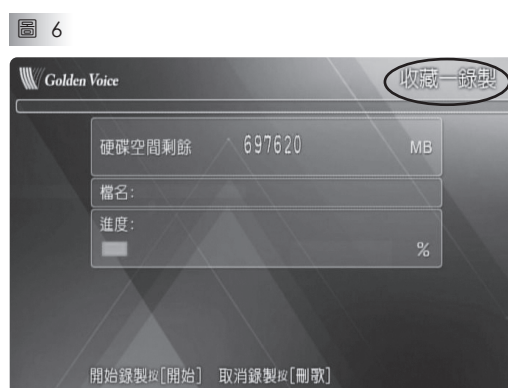 圖 6
Golden Voice
收藏—錄製
硬碟空間剩餘 697620 MB
檔名:
進度:
%
開始錄製按[開始] 取消錄製按[刪歌]